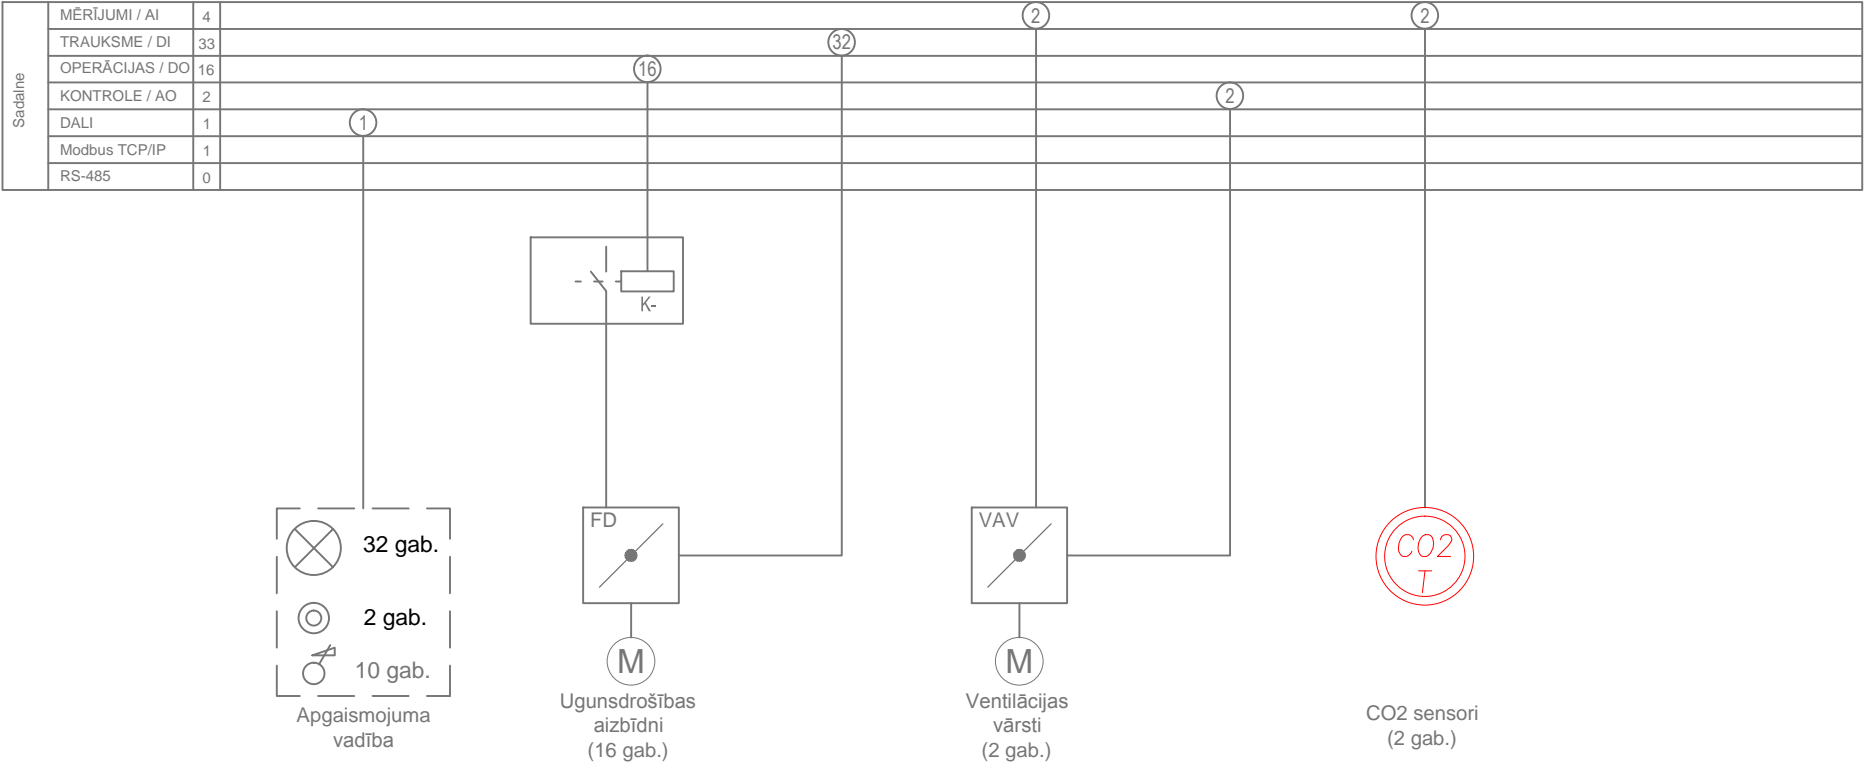 Sadalne
MĒRĪJUMI / AI 4 2 2
TRAUKSME / DI 33 32
OPERĀCIJAS / DO 16 16
KONTROLE / AO 2 2
DALI 1 1
Modbus TCP/IP 1
RS-485 0
K-
FD
VAV
32 gab.
CO2
T
2 gab.
10 gab.
M
M
Apgaismojuma
vadība
Ugunsdrošības
aizbīdni
(16 gab.)
Ventilācijas
vārsti
(2 gab.)
CO2 sensori
(2 gab.)